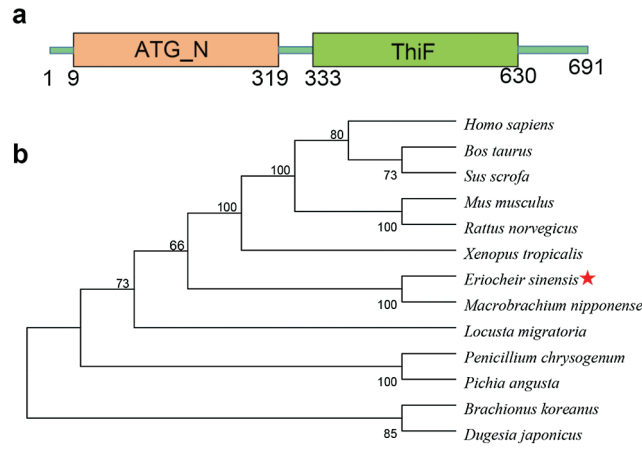 a
ATG_N
ThiF
1 9 319 333 630 691
b
Homo sapiens
80
Bos taurus
73
Sus scrofa
100
Mus musculus
100
Rattus norvegicus
100
Xenopus tropicalis
66
Eriocheir sinensis
100
Macrobrachium nipponense
73
Locusta migratoria
Penicillium chrysogenum
100
Pichia angusta
Brachionus koreanus
85
Dugesia japonicus